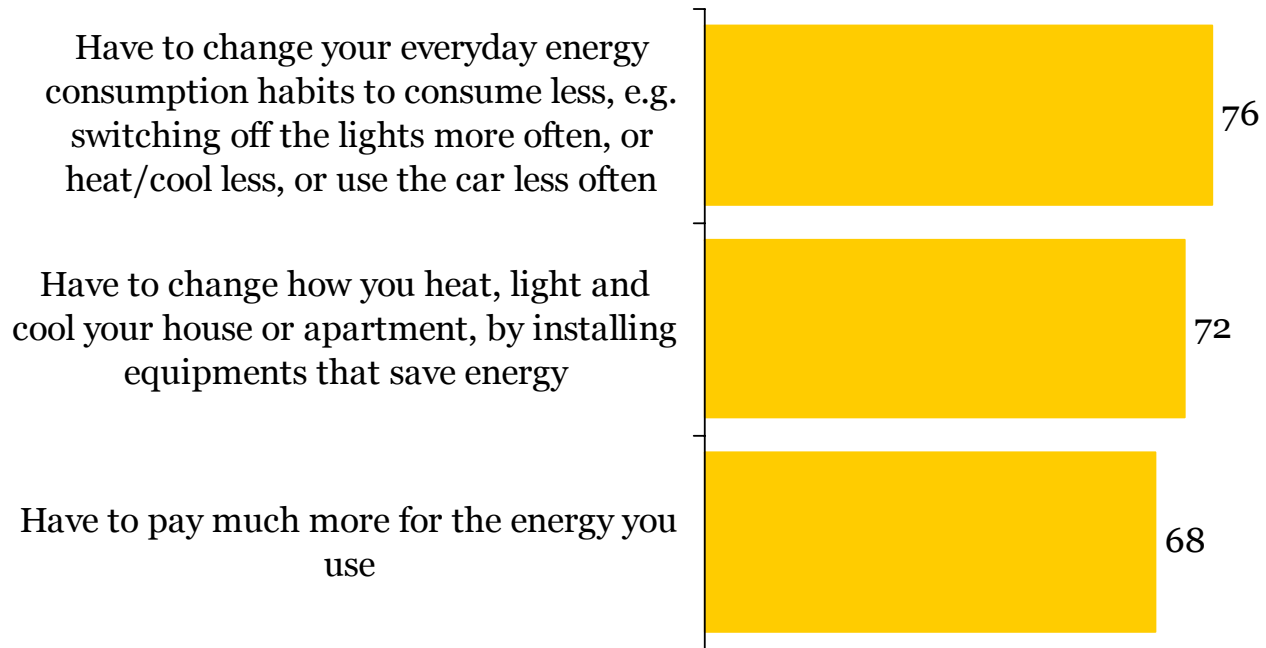 Have to change your everyday energy
consumption habits to consume less, e.g.
switching off the lights more often, or
heat/cool less, or use the car less often
76
Have to change how you heat, light and
cool your house or apartment, by installing
equipments that save energy
72
Have to pay much more for the energy you
use
68